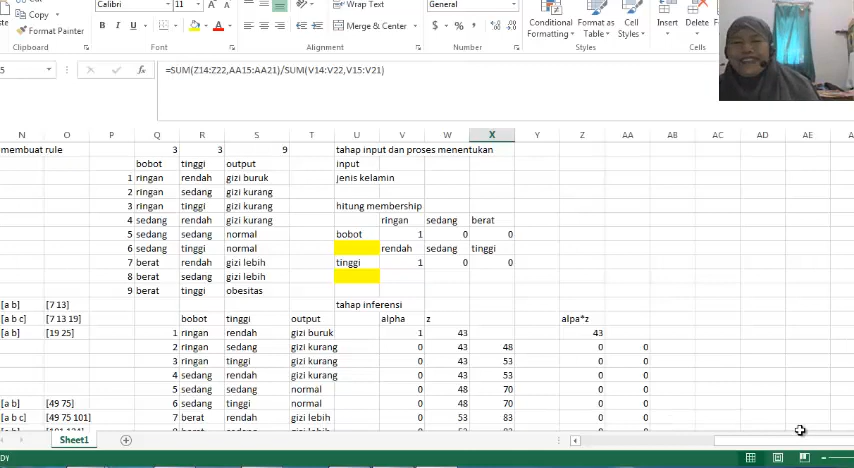 Cut
Copy
Format Painter
Clipboard
Calibri 11
B I U
Font
Wrap Text
Merge & Center
Alignment
General
$ % ,
Number
Conditional Formatting
Format as Table
Cell Styles
Styles
Insert
Delete
5 fx =SUM(Z14:Z22,AA15:AA21)/SUM(V14:V22,V15:V21)
N O P Q R S T U V W X Y Z AA AB AC AD AE
membuat rule 3 3 9 tahap input dan proses menentukan
bobot tinggi output input
1 ringan rendah gizi buruk jenis kelamin
2 ringan sedang gizi kurang
3 ringan tinggi gizi kurang hitung membership
4 sedang rendah gizi kurang ringan sedang berat
5 sedang sedang normal bobot 1 0 0
6 sedang tinggi normal rendah sedang tinggi
7 berat rendah gizi lebih tinggi 1 0 0
8 berat sedang gizi lebih
9 berat tinggi obesitas
[a b] [7 13] tahap inferensi
[a b c] [7 13 19] bobot tinggi output alpha z alpa*z
[a b] [19 25] 1 ringan rendah gizi buruk 1 43 43
2 ringan sedang gizi kurang 0 43 48 0 0
3 ringan tinggi gizi kurang 0 43 53 0 0
4 sedang rendah gizi kurang 0 43 53 0 0
5 sedang sedang normal 0 48 70 0 0
[a b] [49 75] 6 sedang tinggi normal 0 48 70 0 0
[a b c] [49 75 101] 7 berat rendah gizi lebih 0 53 83 0 0
Sheet1
DY